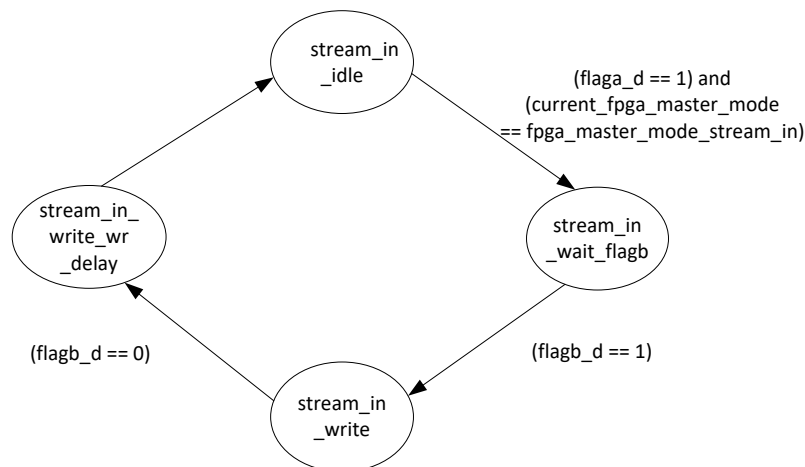 stream_in
_idle
(flaga_d == 1) and
(current_fpga_master_mode
== fpga_master_mode_stream_in)
stream_in_
write_wr
_delay
stream_in
_wait_flagb
(flagb_d == 0)
(flagb_d == 1)
stream_in
_write